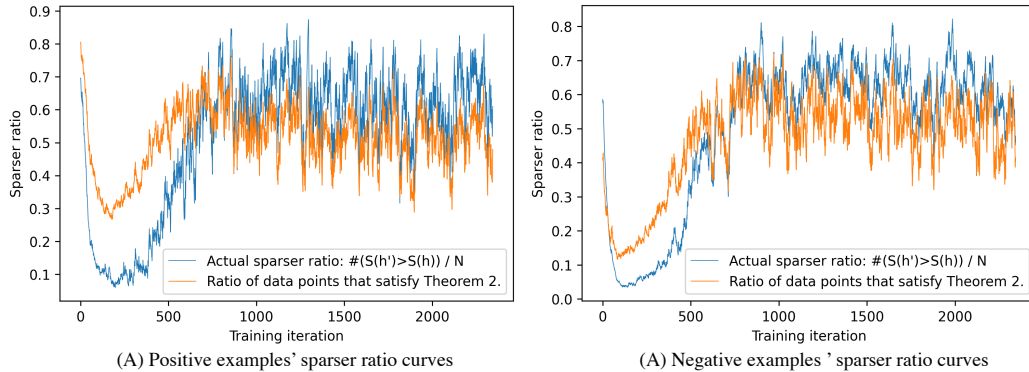 0.9
0.8
0.7
0.6
0.5
0.4
0.3
0.2
0.1
Sparser ratio
Actual sparser ratio: #(S(h')>S(h)) / N
Ratio of data points that satisfy Theorem 2.
0 500 1000 1500 2000
Training iteration
(A) Positive examples’ sparser ratio curves
0.8
0.7
0.6
0.5
0.4
0.3
0.2
0.1
0.0
Sparser ratio
Actual sparser ratio: #(S(h')>S(h)) / N
Ratio of data points that satisfy Theorem 2.
0 500 1000 1500 2000
Training iteration
(A) Negative examples ’ sparser ratio curves